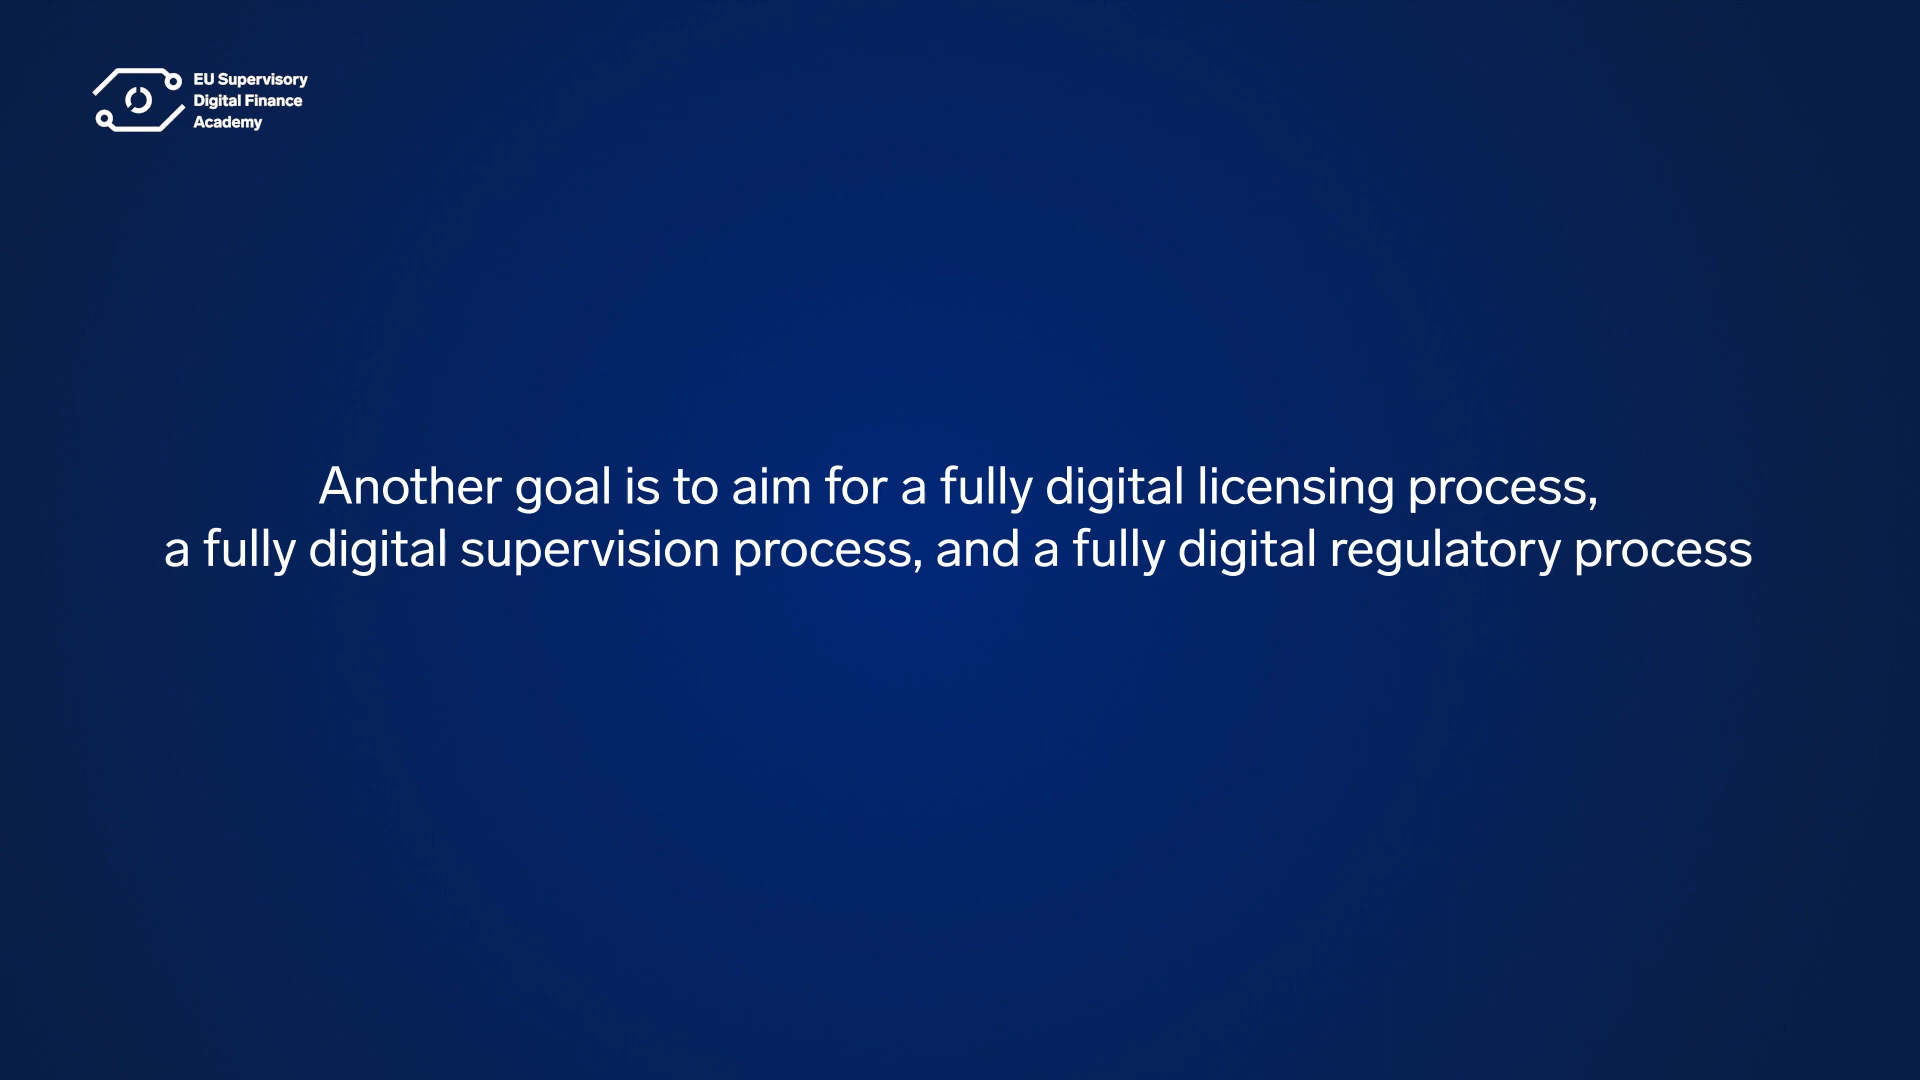 EU Supervisory
Digital Finance
Academy
Another goal is to aim for a fully digital licensing process,
a fully digital supervision process, and a fully digital regulatory process